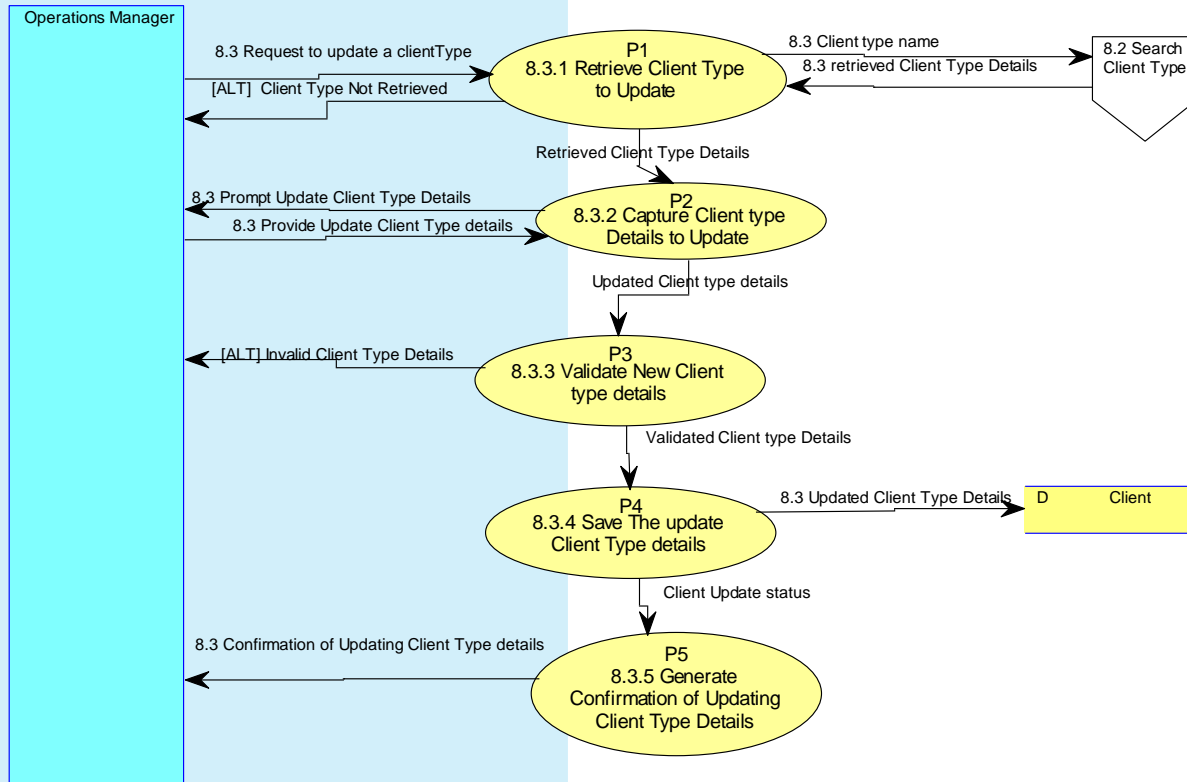 Operations Manager
8.3 Request to update a clientType
[ALT]  Client Type Not Retrieved
P1
8.3.1 Retrieve Client Type
to Update
8.3 Client type name
8.3 retrieved Client Type Details
8.2 Search
Client Type
Retrieved Client Type Details
8.3 Prompt Update Client Type Details
8.3 Provide Update Client Type details
P2
8.3.2 Capture Client type
Details to Update
Updated Client type details
[ALT] Invalid Client Type Details
P3
8.3.3 Validate New Client
type details
Validated Client type Details
P4
8.3.4 Save The update
Client Type details
8.3 Updated Client Type Details
D Client
Client Update status
8.3 Confirmation of Updating Client Type details
P5
8.3.5 Generate
Confirmation of Updating
Client Type Details